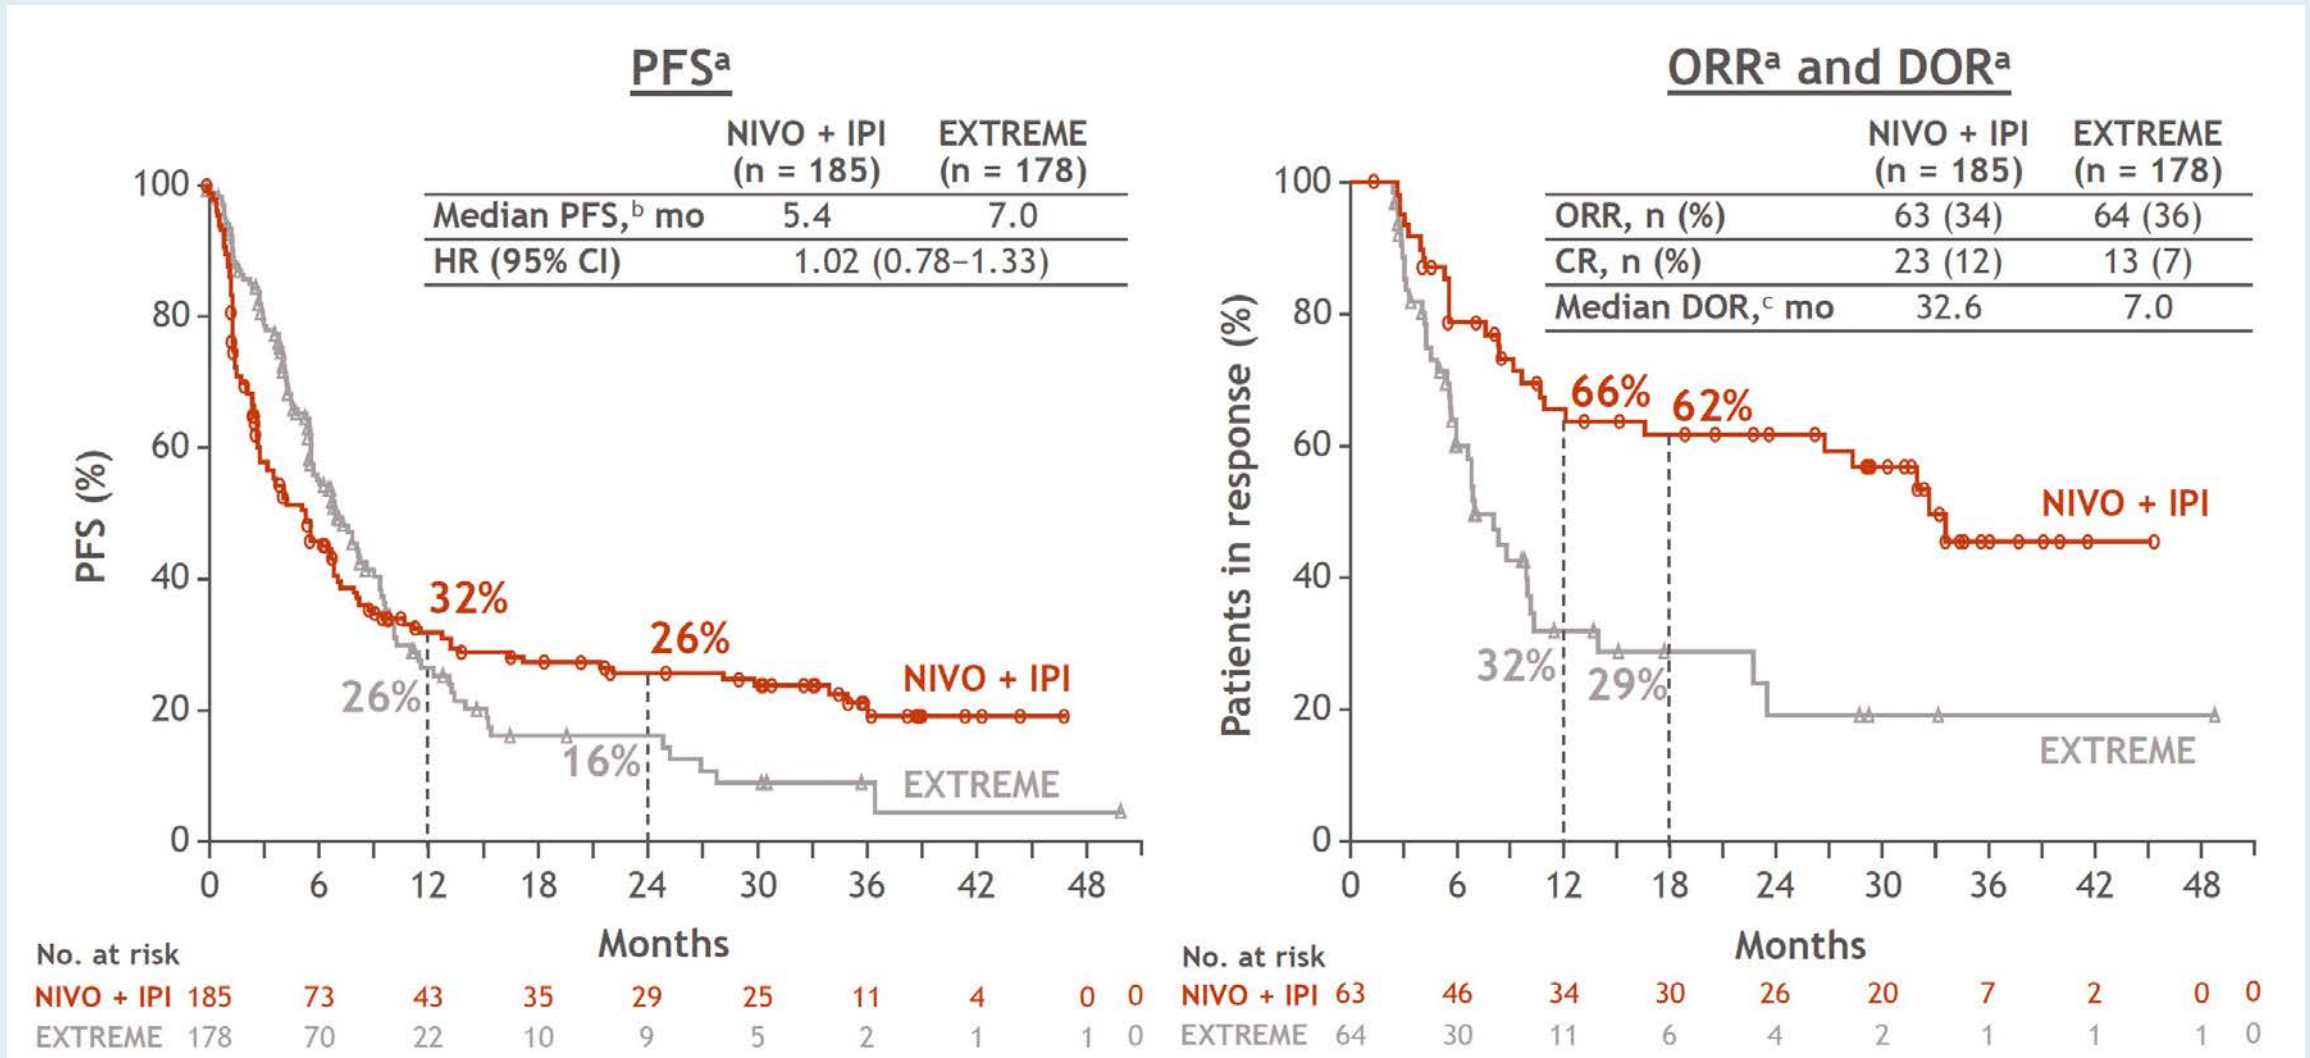 PFSᵃ
NIVO + IPI EXTREME
(n = 185) (n = 178)
Median PFS,ᵇ mo 5.4 7.0
HR (95% CI) 1.02 (0.78–1.33)
100
80
60
40
20
0
PFS (%)
32%
26%
26%
16%
NIVO + IPI
EXTREME
0 6 12 18 24 30 36 42 48
Months
No. at risk
NIVO + IPI 185 73 43 35 29 25 11 4 0 0
EXTREME 178 70 22 10 9 5 2 1 1 0
ORRᵃ and DORᵃ
NIVO + IPI EXTREME
(n = 185) (n = 178)
ORR, n (%) 63 (34) 64 (36)
CR, n (%) 23 (12) 13 (7)
Median DOR,ᶜ mo 32.6 7.0
100
80
60
40
20
0
Patients in response (%)
66%
62%
32%
29%
NIVO + IPI
EXTREME
0 6 12 18 24 30 36 42 48
Months
No. at risk
NIVO + IPI 63 46 34 30 26 20 7 2 0 0
EXTREME 64 30 11 6 4 2 1 1 1 0